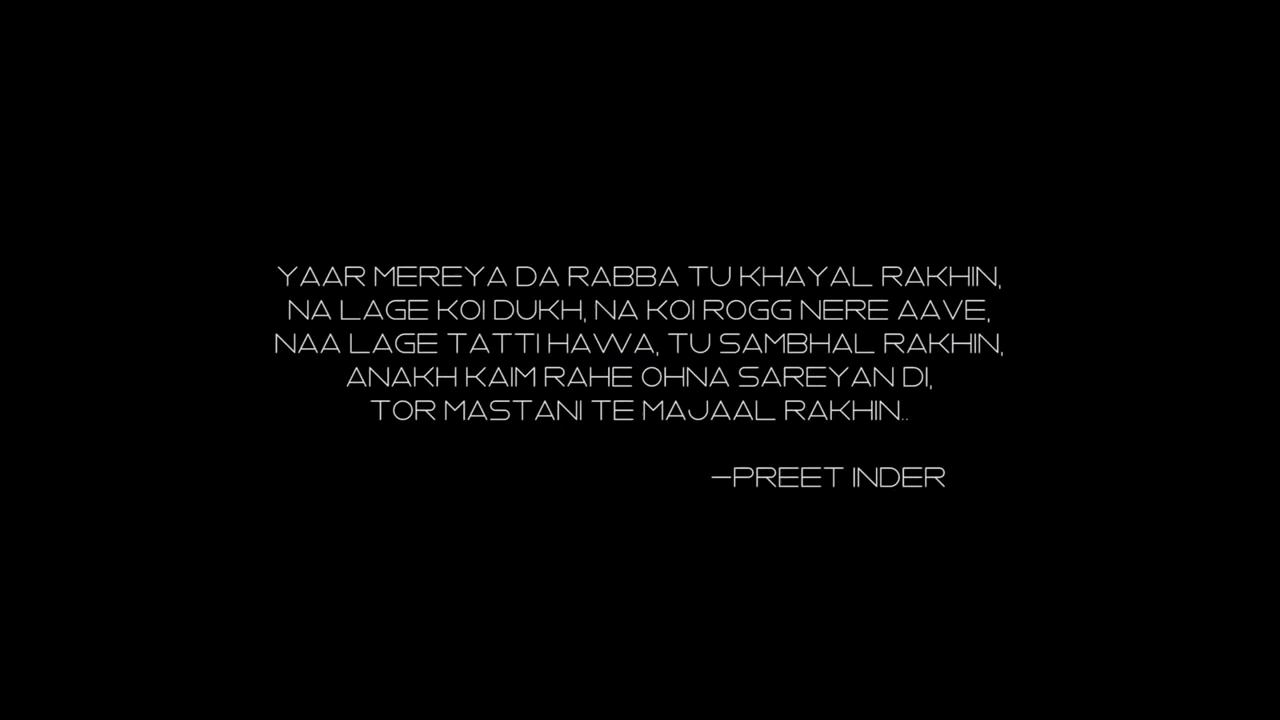 YAAR MEREYA DA RABBA TU KHAYAL RAKHIN,
NA LAGE KOI DUKH, NA KOI ROGG NERE AAVE,
NAA LAGE TATTI HAWA, TU SAMBHAL RAKHIN,
ANAKH KAIM RAHE OHNA SAREYAN DI,
TOR MASTANI TE MAJAAL RAKHIN..
—PREET INDER